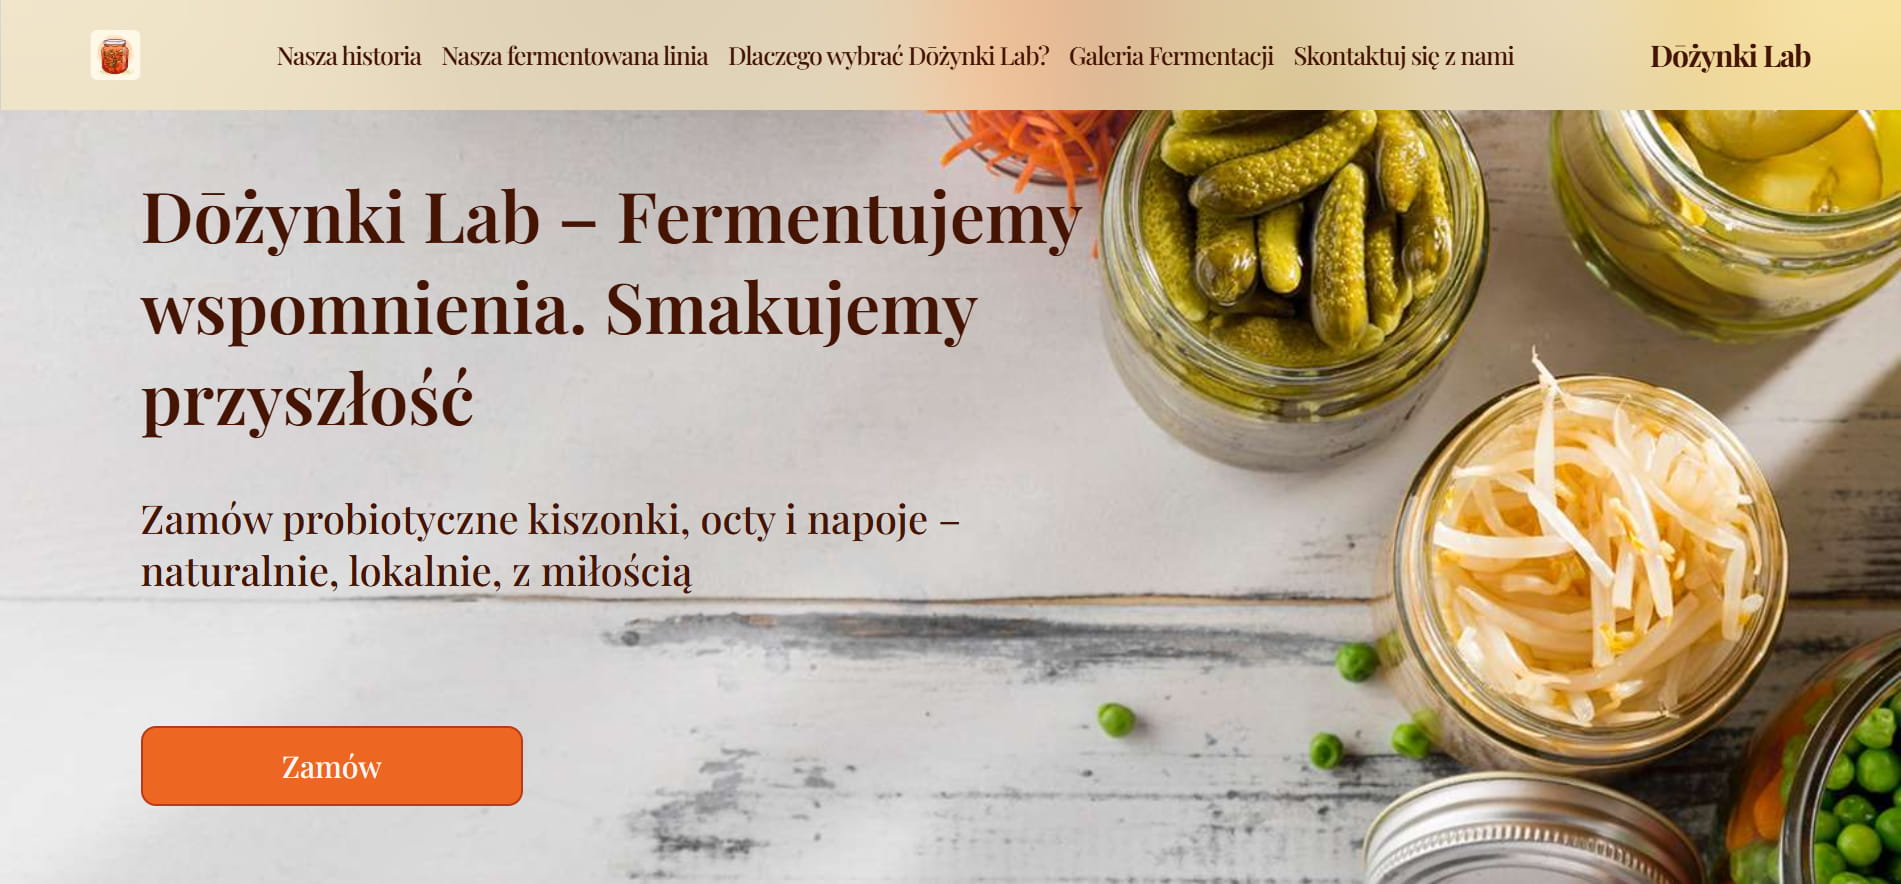 Nasza historia Nasza fermentowana linia Dlaczego wybrać Dōżynki Lab? Galeria Fermentacji Skontaktuj się z nami Dōżynki Lab
Dōżynki Lab – Fermentujemy
wspomnienia. Smakujemy
przyszłość
Zamów probiotyczne kiszonki, octy i napoje –
naturalnie, lokalnie, z miłością
Zamów